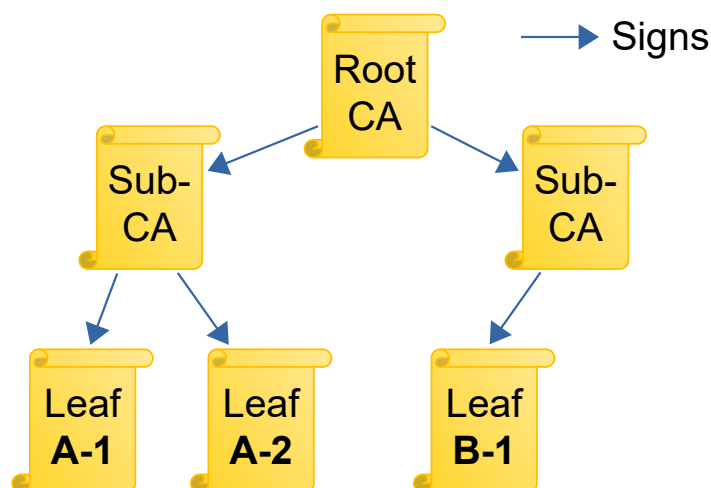 Signs
Root
CA
Sub-
CA
Sub-
CA
Leaf
A-1
Leaf
A-2
Leaf
B-1